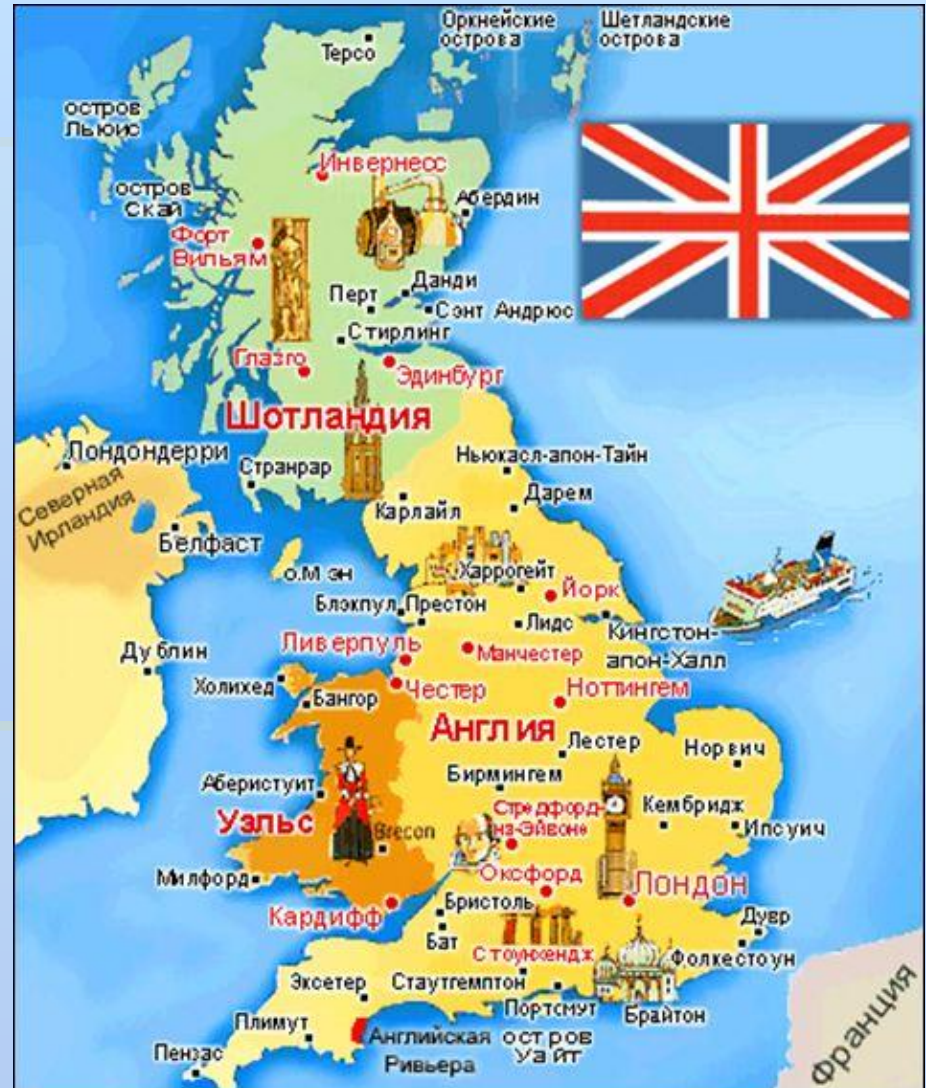 Оркнейские
острова
Шетландские
острова
Терсо
остров
Льюис
Инвернесс
остров
Скай
Абердин
Форт
Вильям
Данди
Перт
Сэнт Андрюс
Стирлинг
Глазго
Эдинбург
Шотландия
Лондондерри
Странрар
Ньюкасл-апон-Тайн
Дарем
Северная
Ирландия
Карлайл
Белфаст
о.Мэн
Харрогейт
Йорк
Блэкпул
Престон
Лидс
Кингстон-
апон-Халл
Ливерпуль
Манчестер
Дублин
Холихед
Честер
Ноттингем
Бангор
Англия
Лестер
Норвич
Аберистуит
Бирмингем
Стредфорд-
на-Эйвоне
Кембридж
Ипсуич
Уэльс
Brecon
Милфорд
Оксфорд
ЛОНДОН
Кардифф
Бристоль
Дувр
Бат
Стоунхендж
Фолкестоун
Эксетер
Стаутгемптон
Портсмут
Брайтон
Плимут
Английская
Ривьера
остров
Уайт
Пензас
Франция